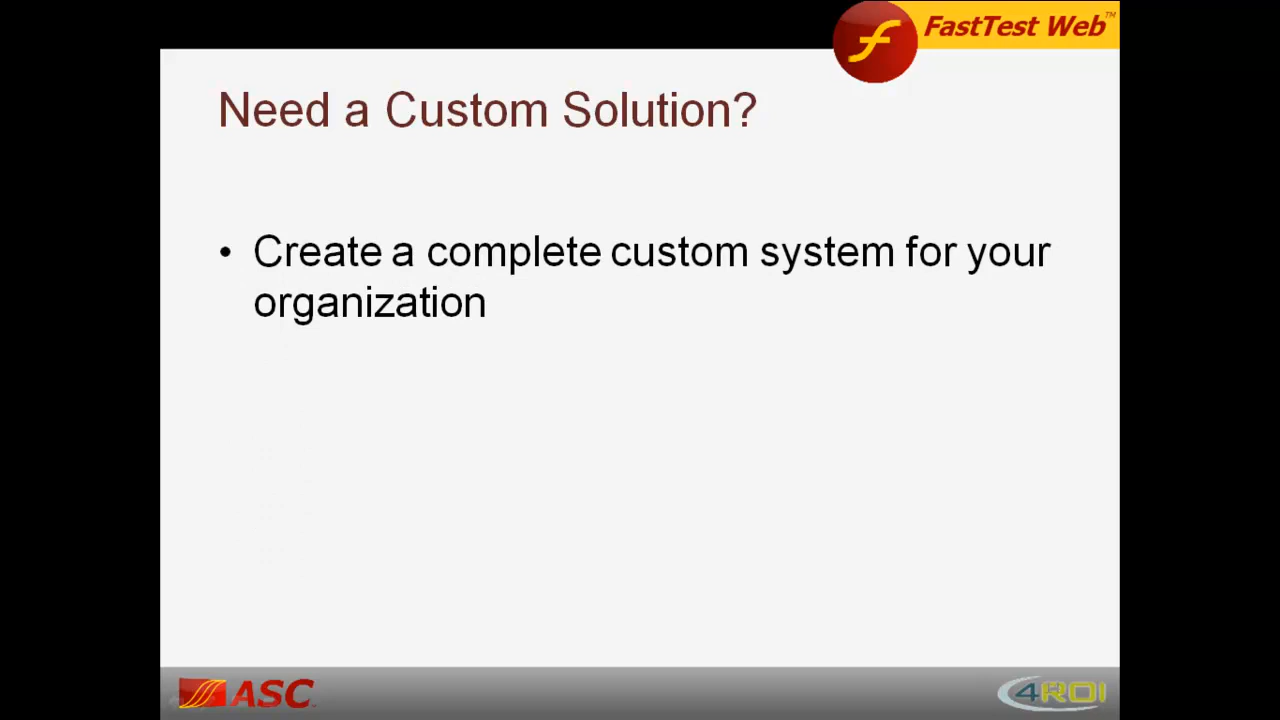 FastTest Web™
Need a Custom Solution?
• Create a complete custom system for your
organization
ASC
4ROI